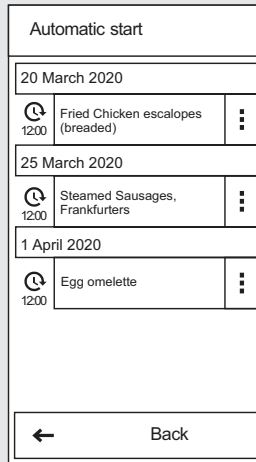 Automatic start
20 March 2020
Fried Chicken escalopes
(breaded)
12:00
25 March 2020
Steamed Sausages,
Frankfurters
12:00
1 April 2020
Egg omelette
12:00
Back